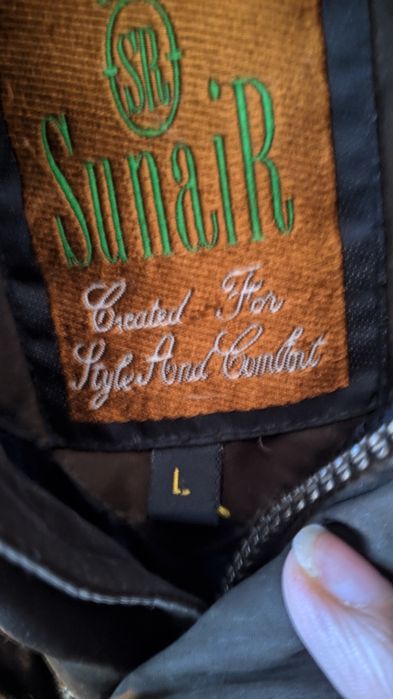 SR
SunaiR
Created For
Style And Comfort
L